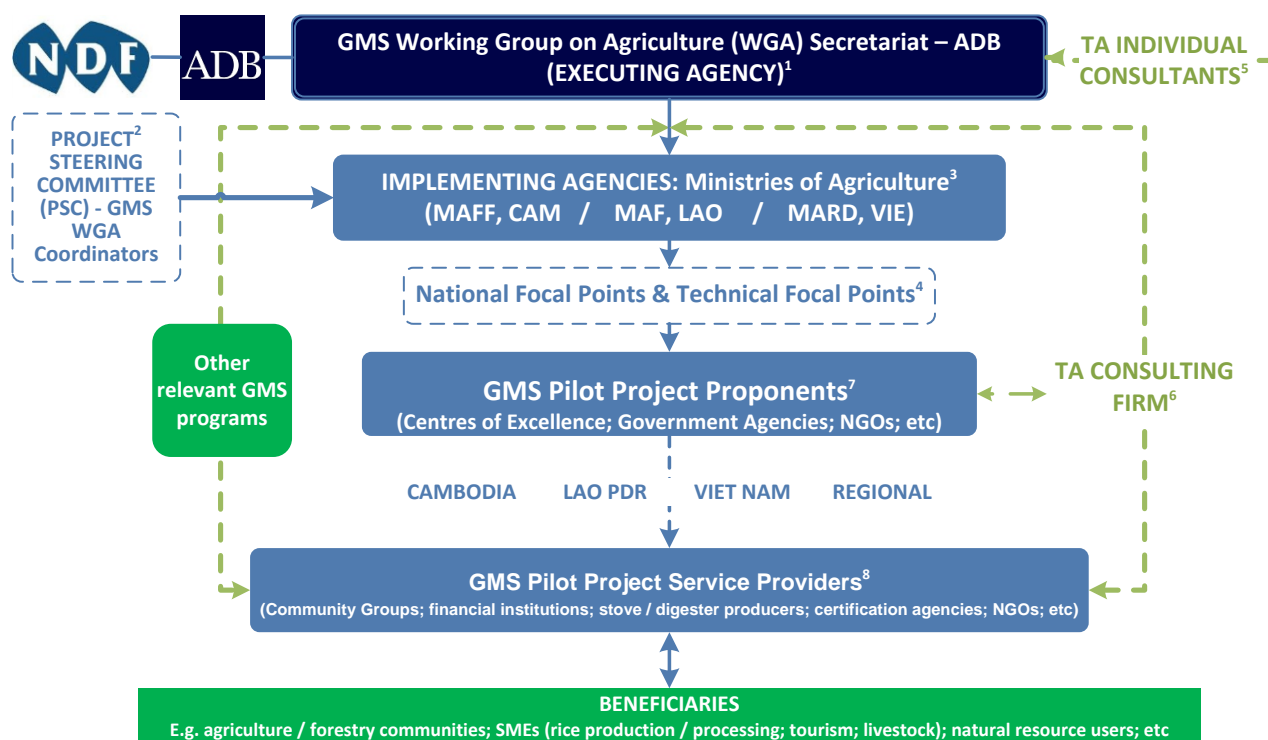 NDF
ADB
GMS Working Group on Agriculture (WGA) Secretariat – ADB
(EXECUTING AGENCY)1
TA INDIVIDUAL
CONSULTANTS5
PROJECT2
STEERING
COMMITTEE
(PSC) - GMS
WGA
Coordinators
IMPLEMENTING AGENCIES: Ministries of Agriculture3
(MAFF, CAM / MAF, LAO / MARD, VIE)
National Focal Points & Technical Focal Points4
Other
relevant GMS
programs
GMS Pilot Project Proponents7
(Centres of Excellence; Government Agencies; NGOs; etc)
TA CONSULTING
FIRM6
CAMBODIA LAO PDR VIET NAM REGIONAL
GMS Pilot Project Service Providers8
(Community Groups; financial institutions; stove / digester producers; certification agencies; NGOs; etc)
BENEFICIARIES
E.g. agriculture / forestry communities; SMEs (rice production / processing; tourism; livestock); natural resource users; etc